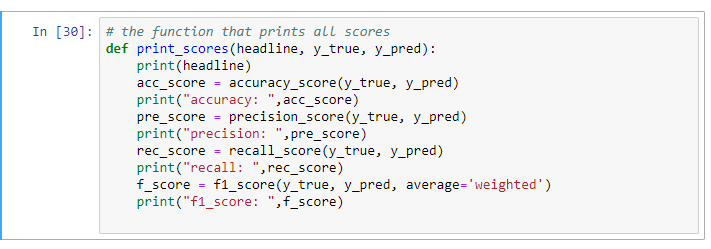 In [30]: # the function that prints all scores
def print_scores(headline, y_true, y_pred):
    print(headline)
    acc_score = accuracy_score(y_true, y_pred)
    print("accuracy: ",acc_score)
    pre_score = precision_score(y_true, y_pred)
    print("precision: ",pre_score)
    rec_score = recall_score(y_true, y_pred)
    print("recall: ",rec_score)
    f_score = f1_score(y_true, y_pred, average='weighted')
    print("f1_score: ",f_score)